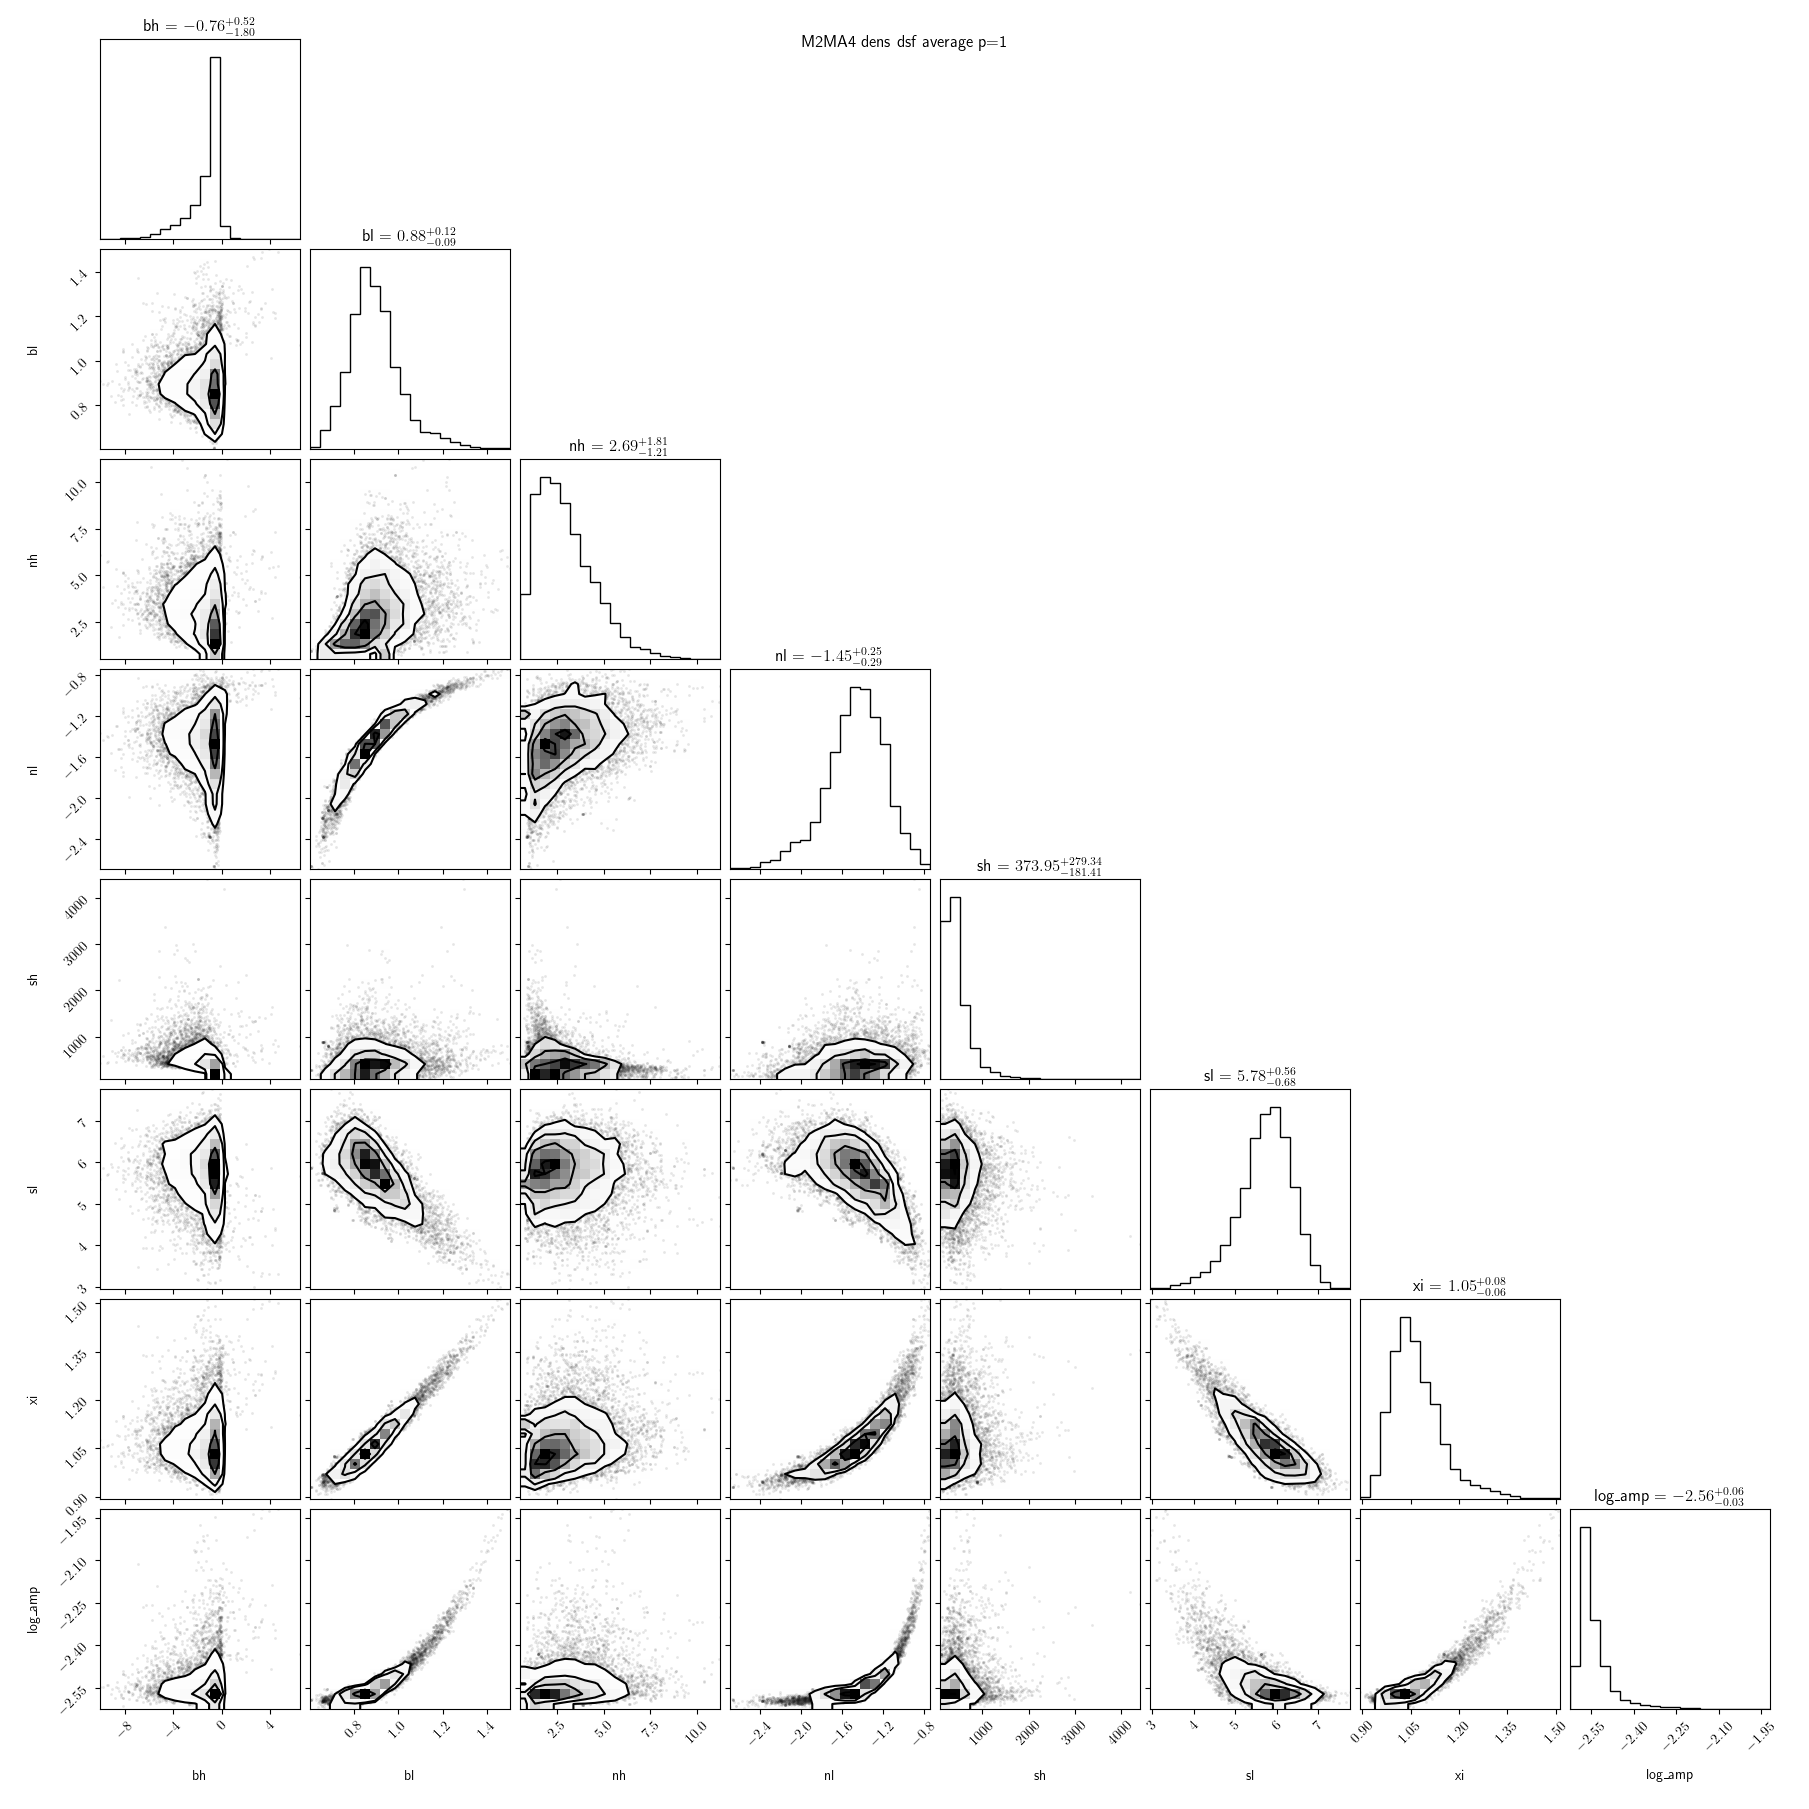 bh = −0.76 +0.52 −1.80
M2MA4 dens dsf average p=1
bl = 0.88 +0.12 −0.09
bl
1.4
1.2
1.0
0.8
nh = 2.69 +1.81 −1.21
nh
10.0
7.5
5.0
2.5
nl = −1.45 +0.25 −0.29
nl
−0.8
−1.2
−1.6
−2.0
−2.4
sh = 373.95 +279.34 −181.41
sh
4000
3000
2000
1000
sl = 5.78 +0.56 −0.68
sl
7
6
5
4
3
xi = 1.05 +0.08 −0.06
xi
1.50
1.35
1.20
1.05
0.90
log_amp = −2.56 +0.06 −0.03
log_amp
−1.95
−2.10
−2.25
−2.40
−2.55
−8 −4 0 4
0.8 1.0 1.2 1.4
2.5 5.0 7.5 10.0
−2.4 −2.0 −1.6 −1.2 −0.8
1000 2000 3000 4000
3 4 5 6 7
0.90 1.05 1.20 1.35 1.50
−2.55 −2.40 −2.25 −2.10 −1.95
bh bl nh nl sh sl xi log_amp